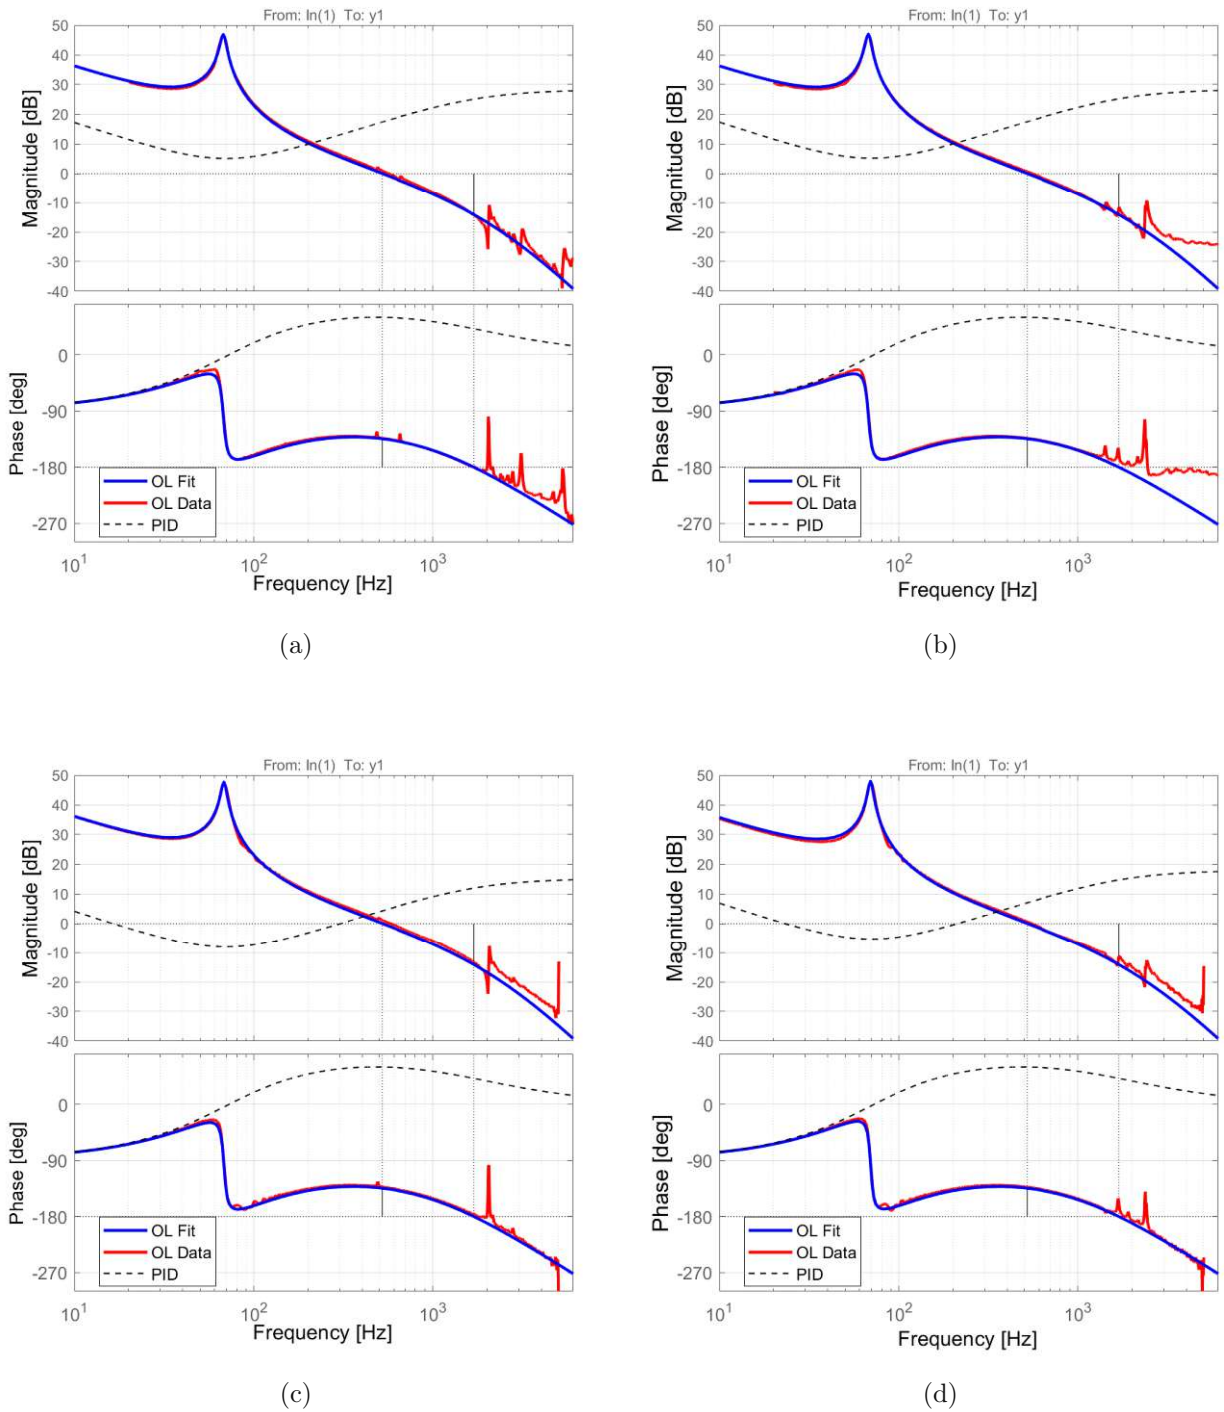 From: In(1) To: y1
50
40
30
20
10
0
-10
-20
-30
-40
Magnitude [dB]
0
-90
-180
-270
Phase [deg]
OL Fit
OL Data
PID
10^1
10^2
10^3
Frequency [Hz]
(a)
From: In(1) To: y1
50
40
30
20
10
0
-10
-20
-30
-40
Magnitude [dB]
0
-90
-180
-270
Phase [deg]
OL Fit
OL Data
PID
10^1
10^2
10^3
Frequency [Hz]
(b)
From: In(1) To: y1
50
40
30
20
10
0
-10
-20
-30
-40
Magnitude [dB]
0
-90
-180
-270
Phase [deg]
OL Fit
OL Data
PID
10^1
10^2
10^3
Frequency [Hz]
(c)
From: In(1) To: y1
50
40
30
20
10
0
-10
-20
-30
-40
Magnitude [dB]
0
-90
-180
-270
Phase [deg]
OL Fit
OL Data
PID
10^1
10^2
10^3
Frequency [Hz]
(d)